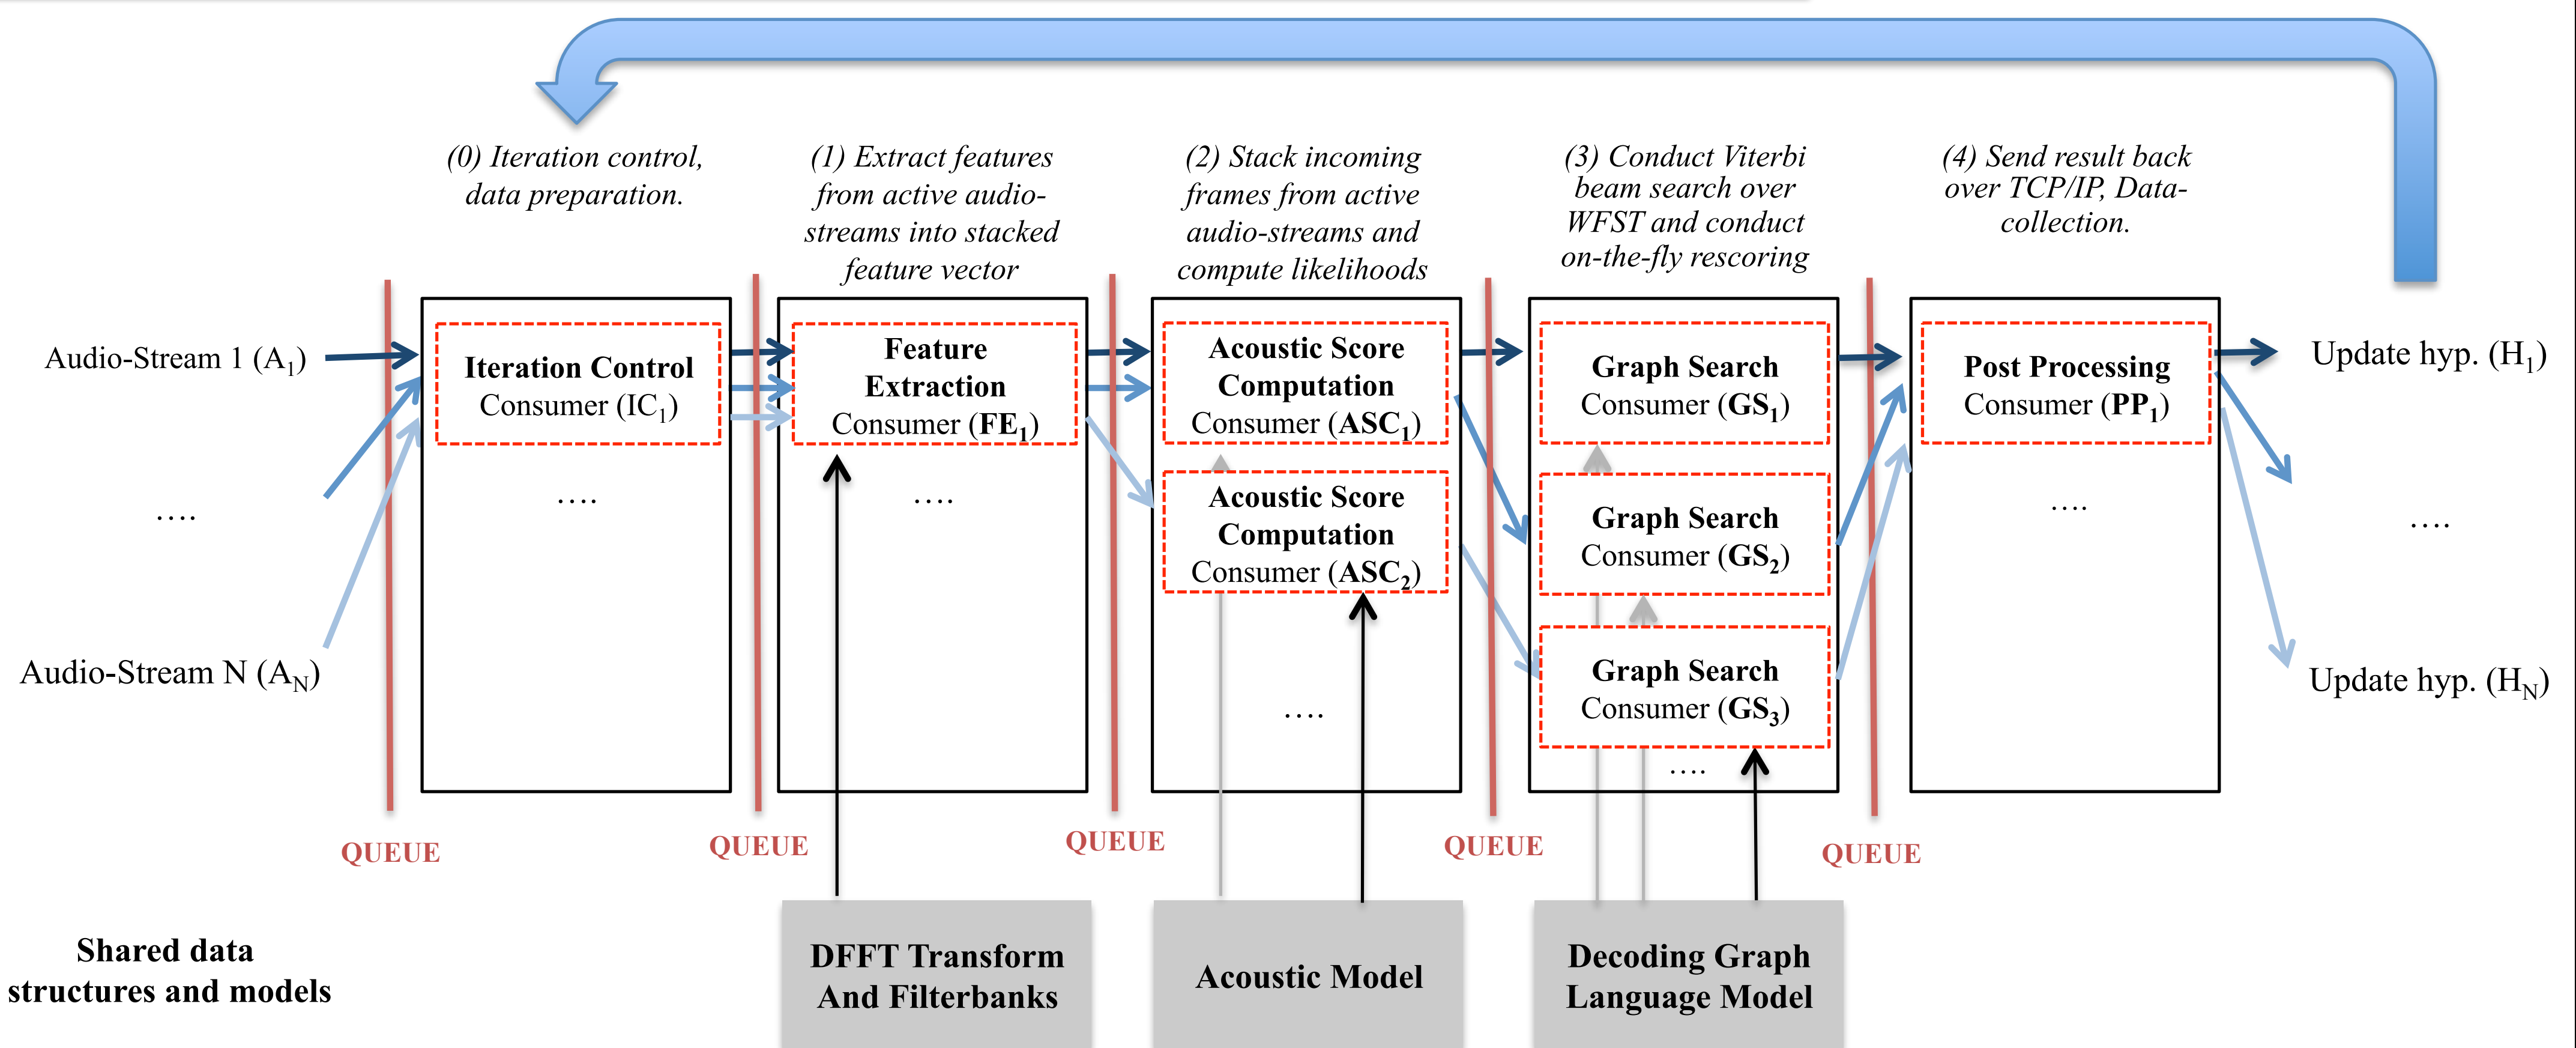 (0) Iteration control,
data preparation.
(1) Extract features
from active audio-
streams into stacked
feature vector
(2) Stack incoming
frames from active
audio-streams and
compute likelihoods
(3) Conduct Viterbi
beam search over
WFST and conduct
on-the-fly rescoring
(4) Send result back
over TCP/IP, Data-
collection.
Audio-Stream 1 (A1)
....
Audio-Stream N (AN)
Iteration Control
Consumer (IC1)
....
Feature
Extraction
Consumer (FE1)
....
Acoustic Score
Computation
Consumer (ASC1)
Acoustic Score
Computation
Consumer (ASC2)
....
Graph Search
Consumer (GS1)
Graph Search
Consumer (GS2)
Graph Search
Consumer (GS3)
....
Post Processing
Consumer (PP1)
....
Update hyp. (H1)
....
Update hyp. (HN)
QUEUE
QUEUE
QUEUE
QUEUE
QUEUE
Shared data
structures and models
DFFT Transform
And Filterbanks
Acoustic Model
Decoding Graph
Language Model